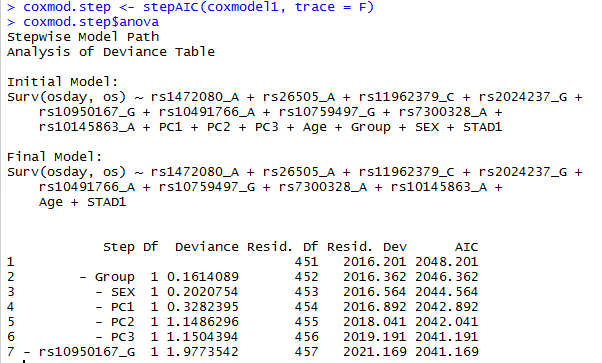 > coxmod.step <- stepAIC(coxmodel1, trace = F)
> coxmod.step$anova
Stepwise Model Path
Analysis of Deviance Table
Initial Model:
Surv(osday, os) ~ rs1472080_A + rs26505_A + rs11962379_C + rs2024237_G +
rs10950167_G + rs10491766_A + rs10759497_G + rs7300328_A +
rs10145863_A + PC1 + PC2 + PC3 + Age + Group + SEX + STAD1
Final Model:
Surv(osday, os) ~ rs1472080_A + rs26505_A + rs11962379_C + rs2024237_G +
rs10491766_A + rs10759497_G + rs7300328_A + rs10145863_A +
Age + STAD1
Step Df Deviance Resid. Df Resid. Dev AIC
1 451 2016.201 2048.201
2 - Group 1 0.1614089 452 2016.362 2046.362
3 - SEX 1 0.2020754 453 2016.564 2044.564
4 - PC1 1 0.3282395 454 2016.892 2042.892
5 - PC2 1 1.1486296 455 2018.041 2042.041
6 - PC3 1 1.1504394 456 2019.191 2041.191
7 - rs10950167_G 1 1.9773542 457 2021.169 2041.169